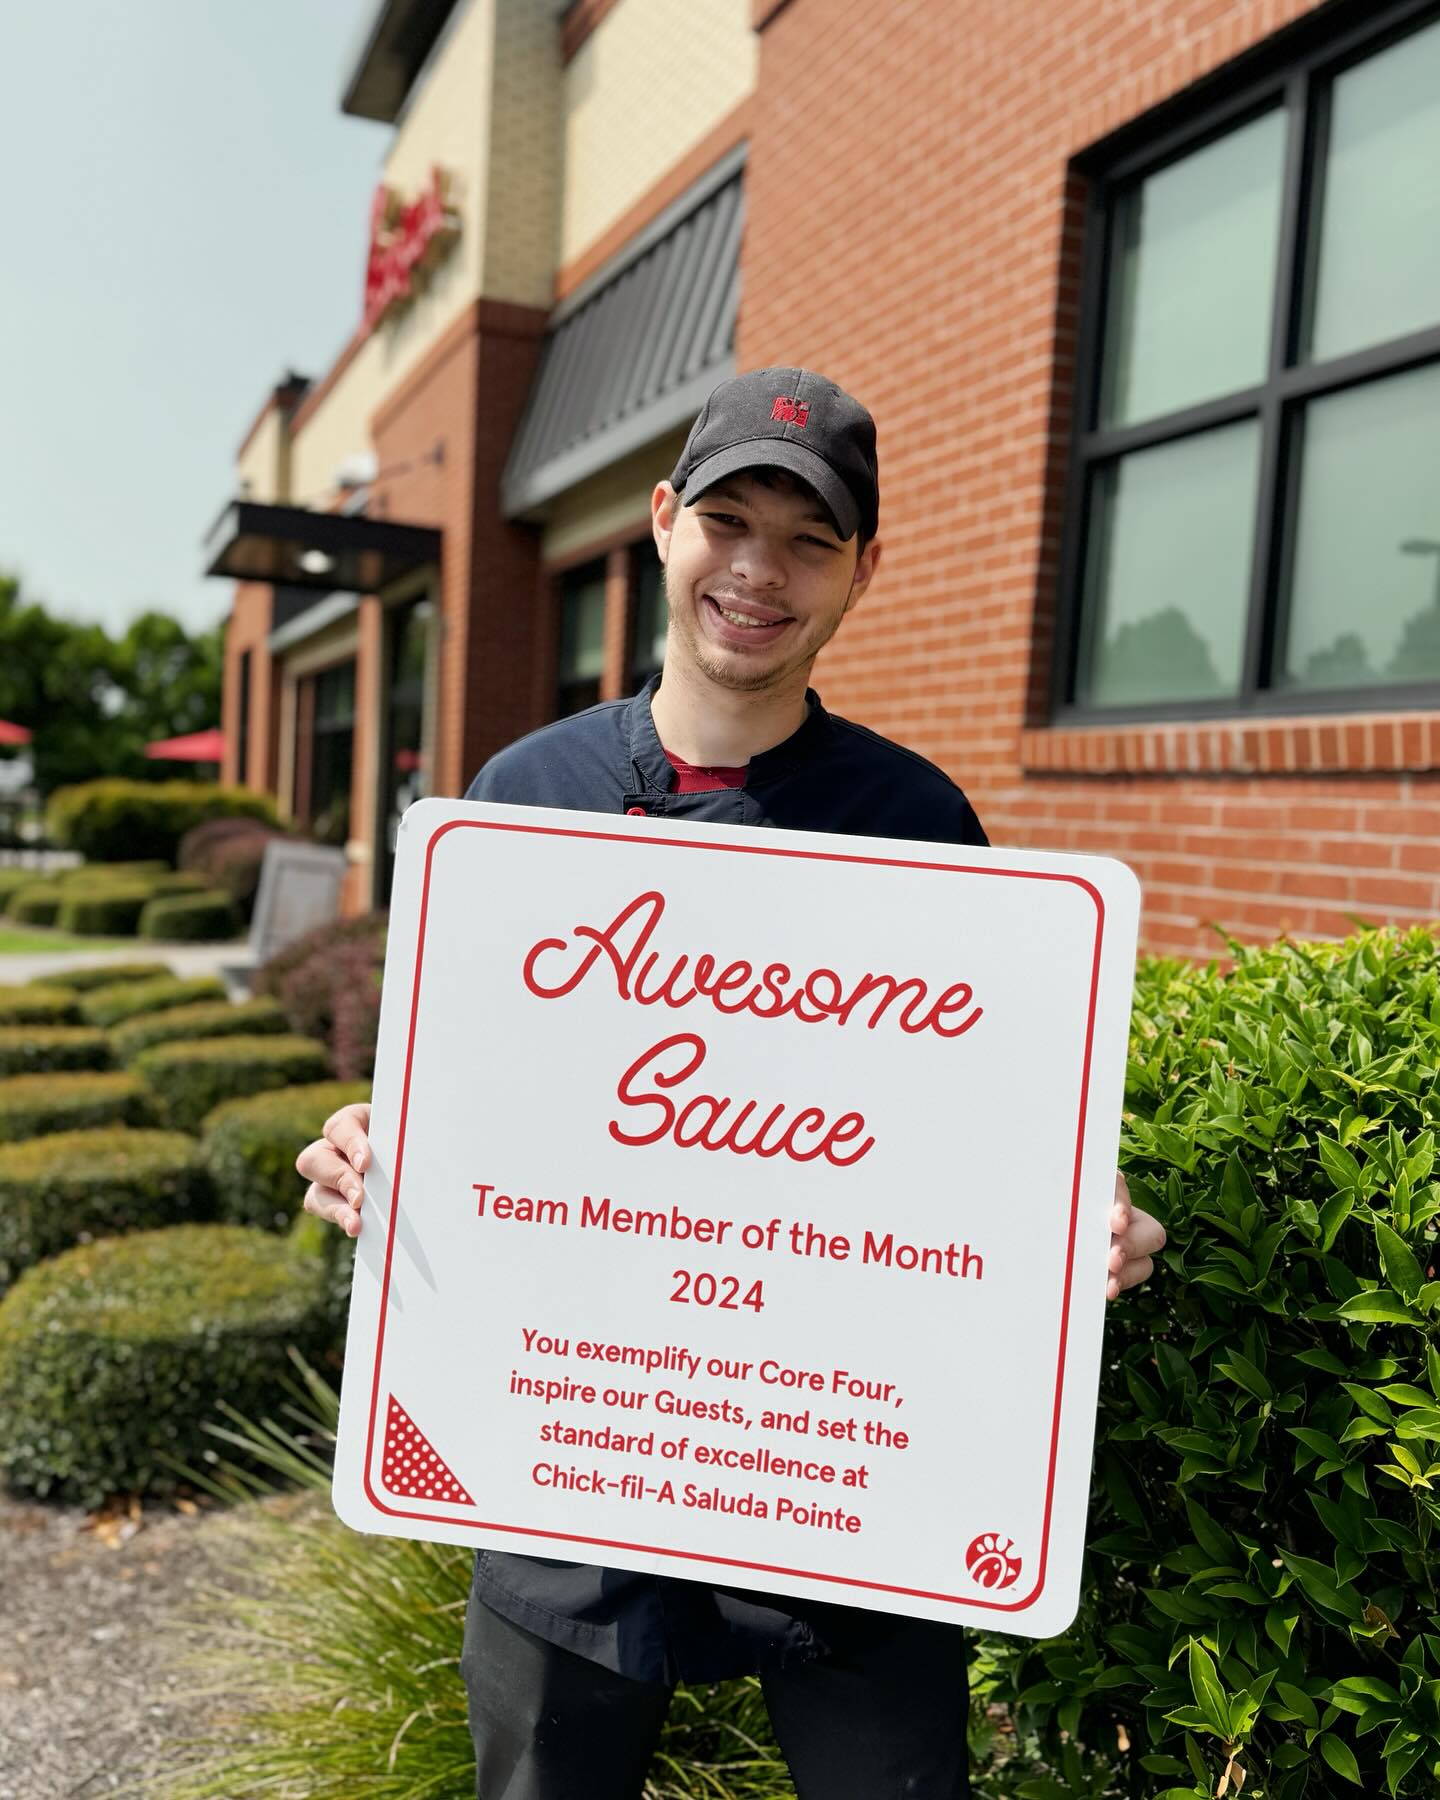 Awesome
Sauce
Team Member of the Month
2024
You exemplify our Core Four,
inspire our Guests, and set the
standard of excellence at
Chick-fil-A Saluda Pointe